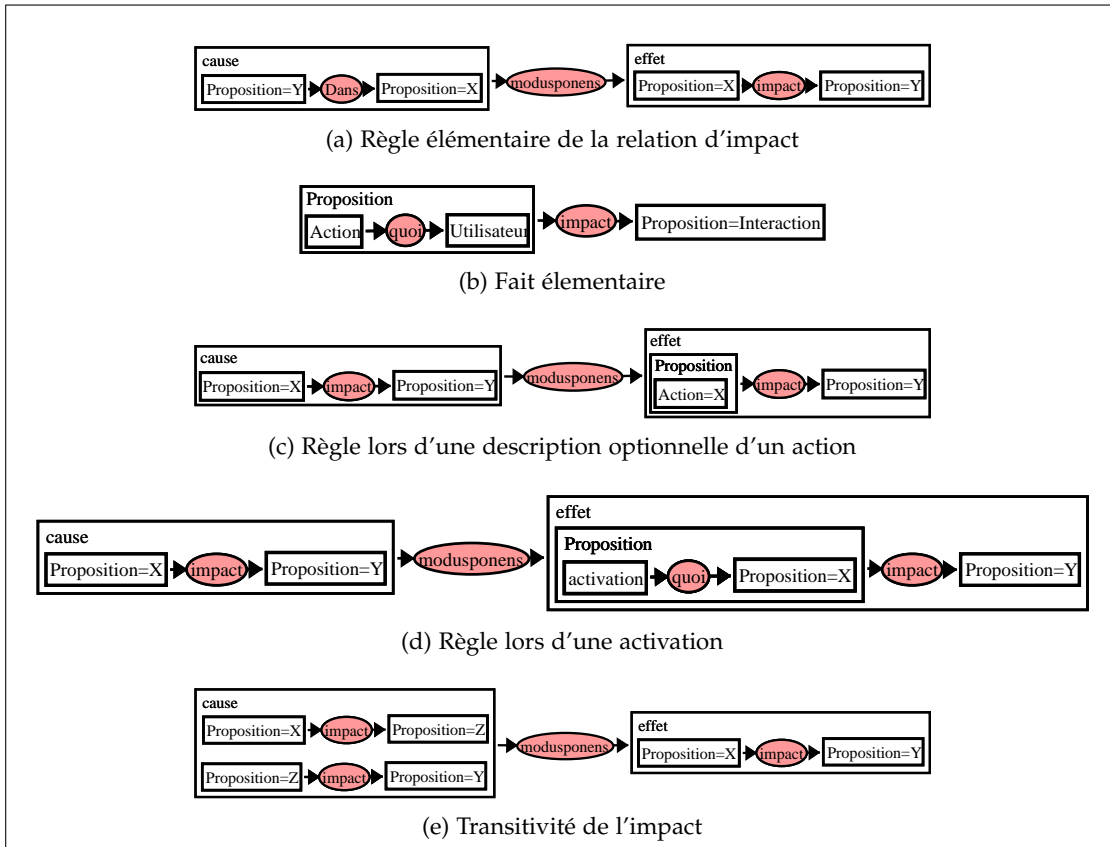 cause
Proposition=Y Dans Proposition=X modusponens
effet
Proposition=X impact Proposition=Y
(a) Règle élémentaire de la relation d'impact
Proposition
Action quoi Utilisateur impact Proposition=Interaction
(b) Fait élementaire
cause
Proposition=X impact Proposition=Y modusponens
effet
Proposition
Action=X impact Proposition=Y
(c) Règle lors d'une description optionnelle d'un action
cause
Proposition=X impact Proposition=Y modusponens
effet
Proposition
activation quoi Proposition=X impact Proposition=Y
(d) Règle lors d'une activation
cause
Proposition=X impact Proposition=Z
Proposition=Z impact Proposition=Y
modusponens
effet
Proposition=X impact Proposition=Y
(e) Transitivité de l'impact